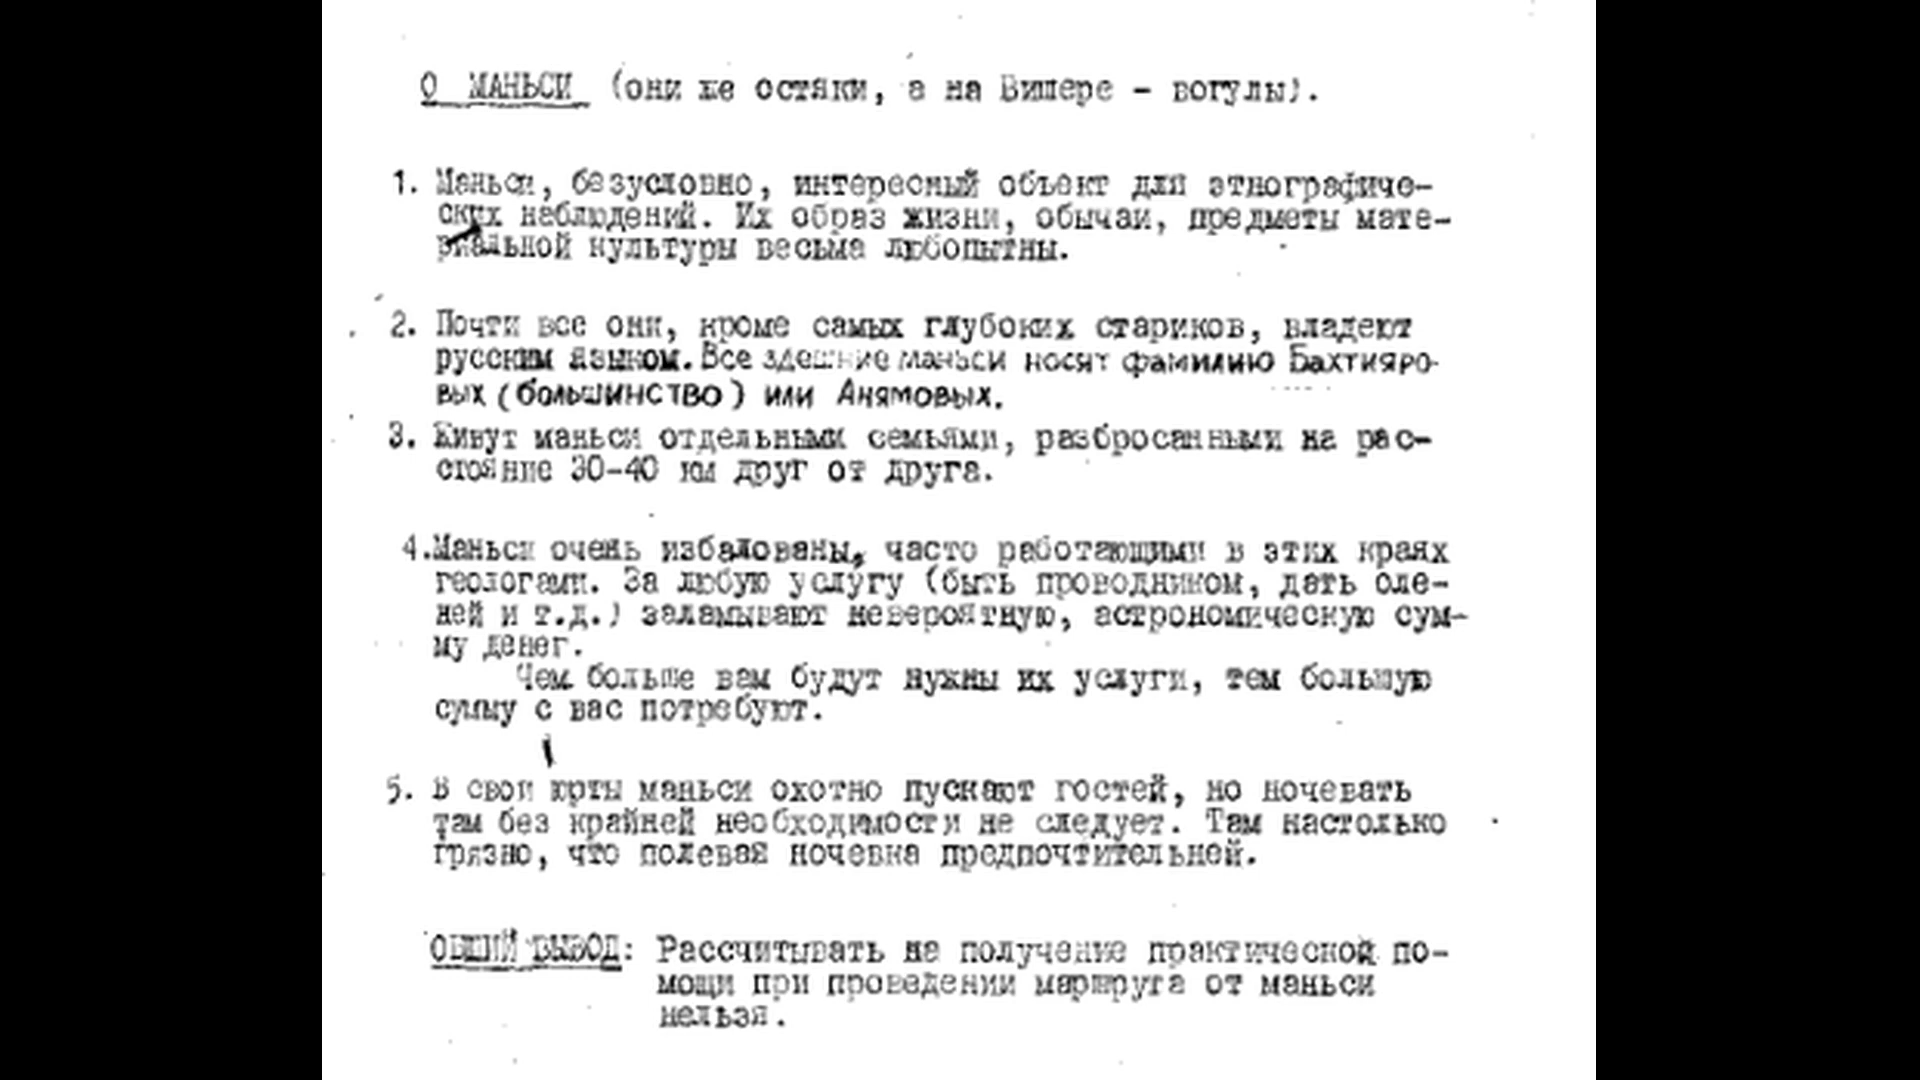 О МАНЬСИ (они же остяки, а на Вишере - вогулы).
1. Маньси, безусловно, интересный объект для этнографиче-
ских наблюдений. Их образ жизни, обычаи, предметы мате-
риальной культуры весьма любопытны.
2. Почти все они, кроме самых глубоких стариков, владеют
русским языком. Все здешние маньси носят фамилию Бахтияро-
вых (большинство) или Анямовых.
3. Живут маньси отдельными семьями, разбросанными на рас-
стояние 30-40 км друг от друга.
4. Маньси очень избалованы, часто работающими в этих краях
геологами. За любую услугу (быть проводником, дать оле-
ней и т.д.) заламывают невероятную, астрономическую сум-
му денег.
Чем больше вам будут нужны их услуги, тем большую
сумму с вас потребуют.
5. В свои юрты маньси охотно пускают гостей, но ночевать
там без крайней необходимости не следует. Там настолько
грязно, что полевая ночевка предпочтительней.
ОБЩИЙ ВЫВОД: Рассчитывать на получение практической по-
мощи при проведении маршрута от маньси
нельзя.